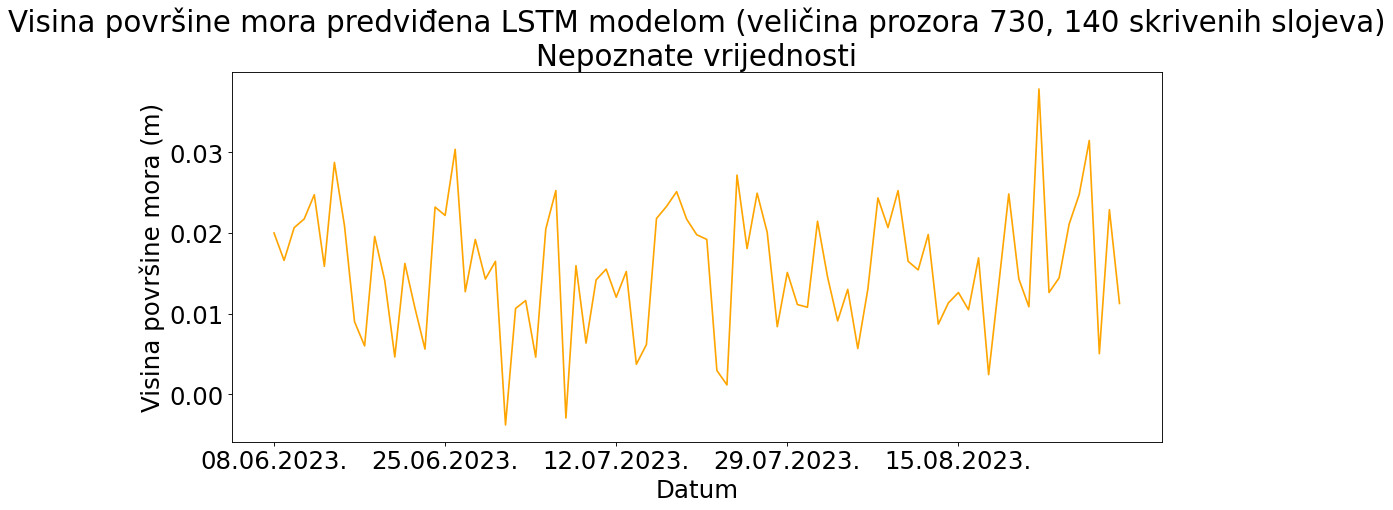 Visina površine mora predviđena LSTM modelom (veličina prozora 730, 140 skrivenih slojeva)
Nepoznate vrijednosti
Visina površine mora (m)
0.03
0.02
0.01
0.00
08.06.2023. 25.06.2023. 12.07.2023. 29.07.2023. 15.08.2023.
Datum